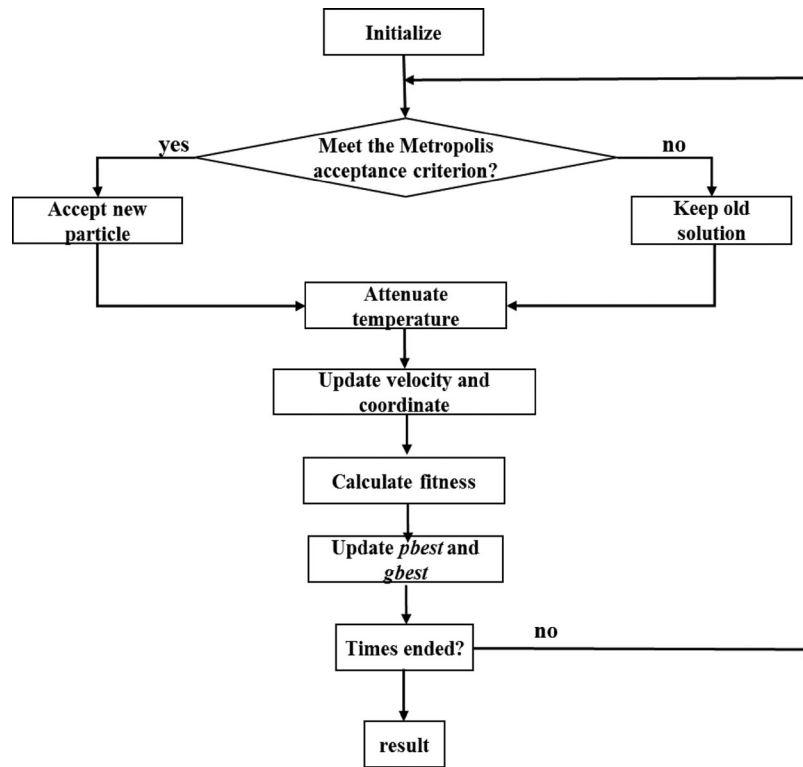 Initialize
yes
Meet the Metropolis
acceptance criterion?
no
Accept new
particle
Keep old
solution
Attenuate
temperature
Update velocity and
coordinate
Calculate fitness
Update pbest and
gbest
Times ended?
no
result